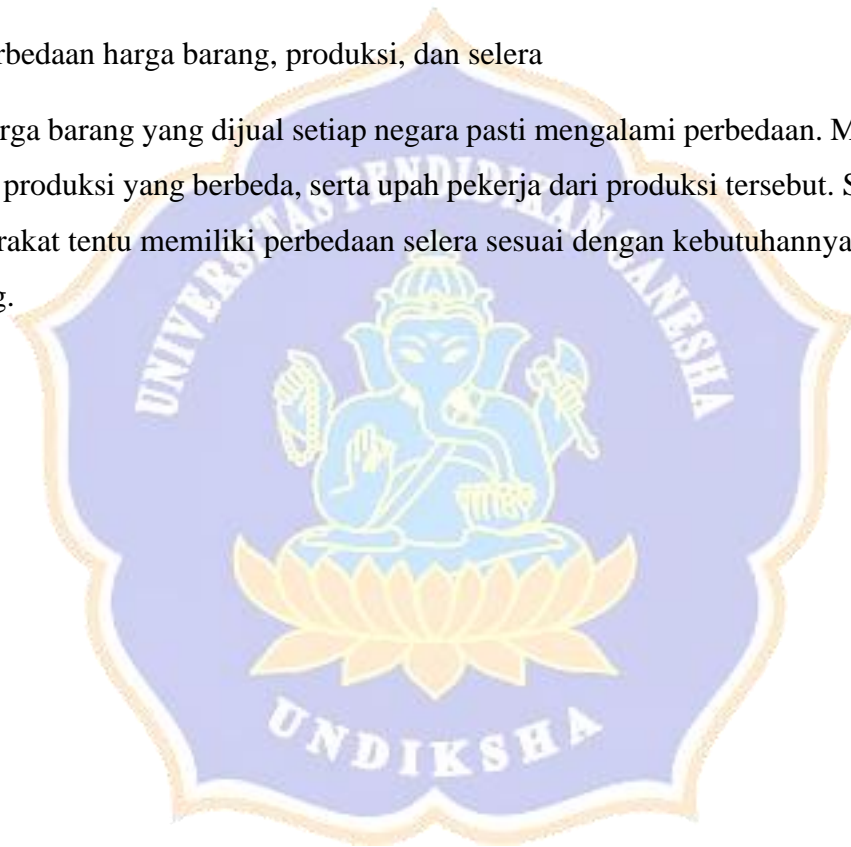 rbedaan harga barang, produksi, dan selera
rga barang yang dijual setiap negara pasti mengalami perbedaan. M
produksi yang berbeda, serta upah pekerja dari produksi tersebut. S
rakat tentu memiliki perbedaan selera sesuai dengan kebutuhannya
g.
UNIVERSITAS PENDIDIKAN GANESHA
UNDIKSHA